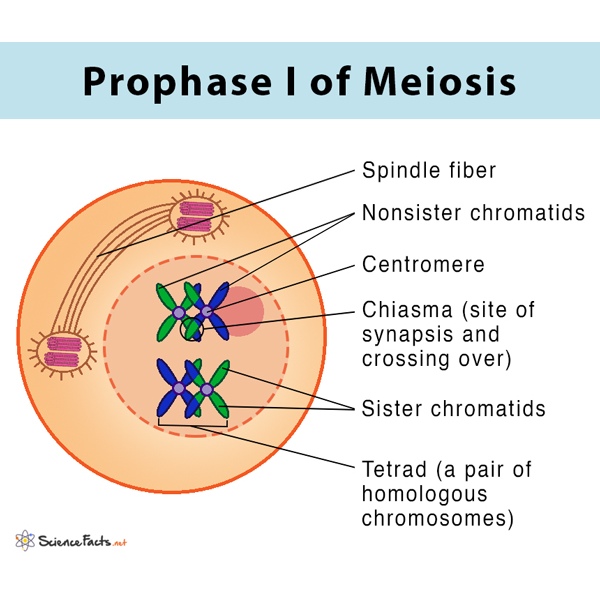 Prophase I of Meiosis
Spindle fiber
Nonsister chromatids
Centromere
Chiasma (site of
synapsis and
crossing over)
Sister chromatids
Tetrad (a pair of
homologous
chromosomes)
ScienceFacts.net